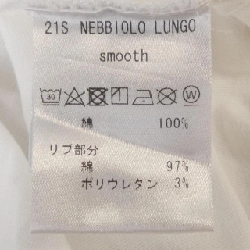 21S NEBBIOLO LUNGO
smooth
綿 100%
リブ部分
綿 97%
ポリウレタン 3%